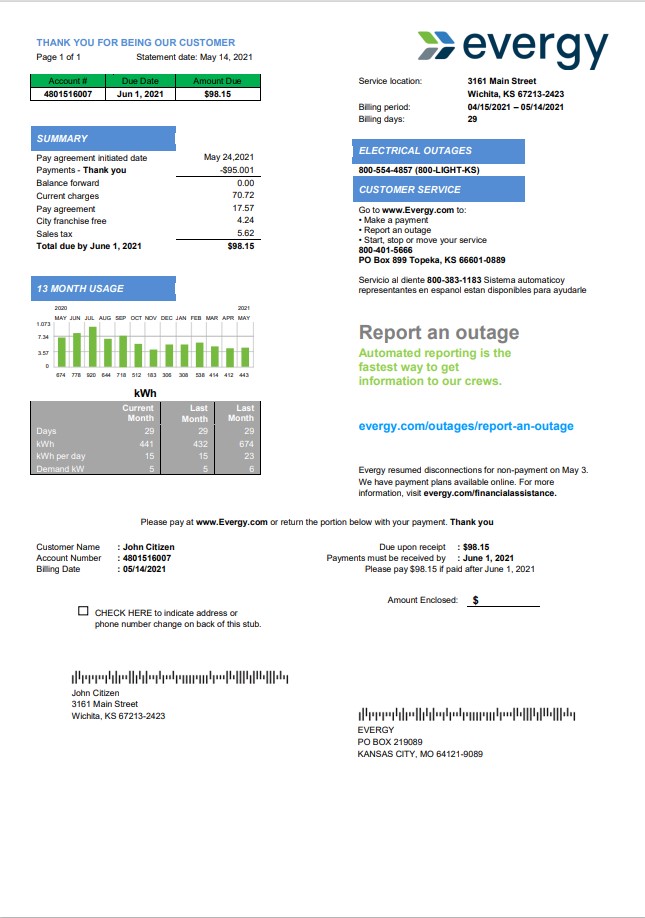 THANK YOU FOR BEING OUR CUSTOMER
Page 1 of 1 Statement date: May 14, 2021
evergy
Account # Due Date Amount Due
4801516007 Jun 1, 2021 $98.15
Service location: 3161 Main Street
Wichita, KS 67213-2423
Billing period: 04/15/2021 – 05/14/2021
Billing days: 29
SUMMARY
Pay agreement initiated date May 24,2021
Payments - Thank you -$95.001
Balance forward 0.00
Current charges 70.72
Pay agreement 17.57
City franchise free 4.24
Sales tax 5.62
Total due by June 1, 2021 $98.15
ELECTRICAL OUTAGES
800-554-4857 (800-LIGHT-KS)
CUSTOMER SERVICE
Go to www.Evergy.com to:
• Make a payment
• Report an outage
• Start, stop or move your service
800-401-5666
PO Box 899 Topeka, KS 66601-0889
Servicio al diente 800-383-1183 Sistema automaticoy
representantes en espanol estan disponibles para ayudarle
13 MONTH USAGE
2020 2021
MAY JUN JUL AUG SEP OCT NOV DEC JAN FEB MAR APR MAY
1.073
7.34
3.57
0
674 778 920 644 718 512 183 306 308 538 414 412 443
kWh
Current Month Last Month Last Month
Days 29 29 29
kWh 441 432 674
kWh per day 15 15 23
Demand kW 5 5 6
Report an outage
Automated reporting is the
fastest way to get
information to our crews.
evergy.com/outages/report-an-outage
Evergy resumed disconnections for non-payment on May 3.
We have payment plans available online. For more
information, visit evergy.com/financialassistance.
Please pay at www.Evergy.com or return the portion below with your payment. Thank you
Customer Name : John Citizen
Account Number : 4801516007
Billing Date : 05/14/2021
Due upon receipt : $98.15
Payments must be received by : June 1, 2021
Please pay $98.15 if paid after June 1, 2021
Amount Enclosed: $
CHECK HERE to indicate address or
phone number change on back of this stub.
John Citizen
3161 Main Street
Wichita, KS 67213-2423
EVERGY
PO BOX 219089
KANSAS CITY, MO 64121-9089